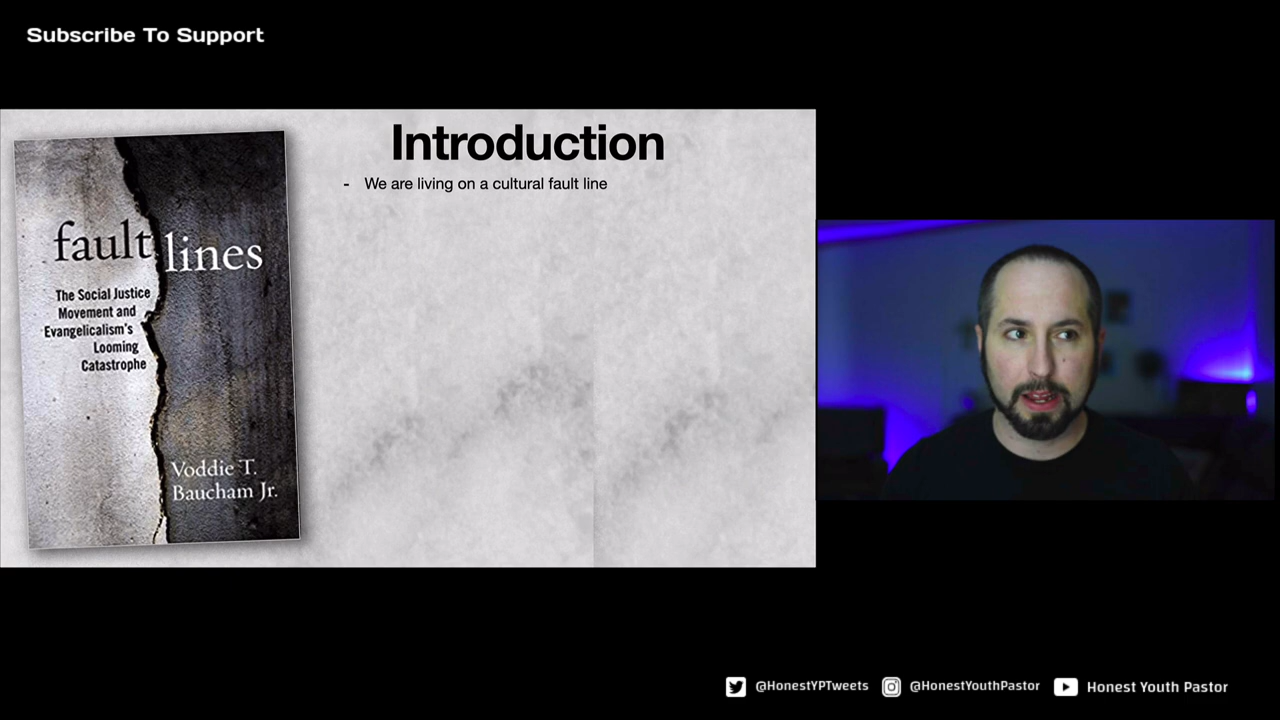 Subscribe To Support
Introduction
- We are living on a cultural fault line
fault lines
The Social Justice
Movement and
Evangelicalism's
Looming
Catastrophe
Voddie T.
Baucham Jr.
@HonestYPTweets @HonestYouthPastor Honest Youth Pastor